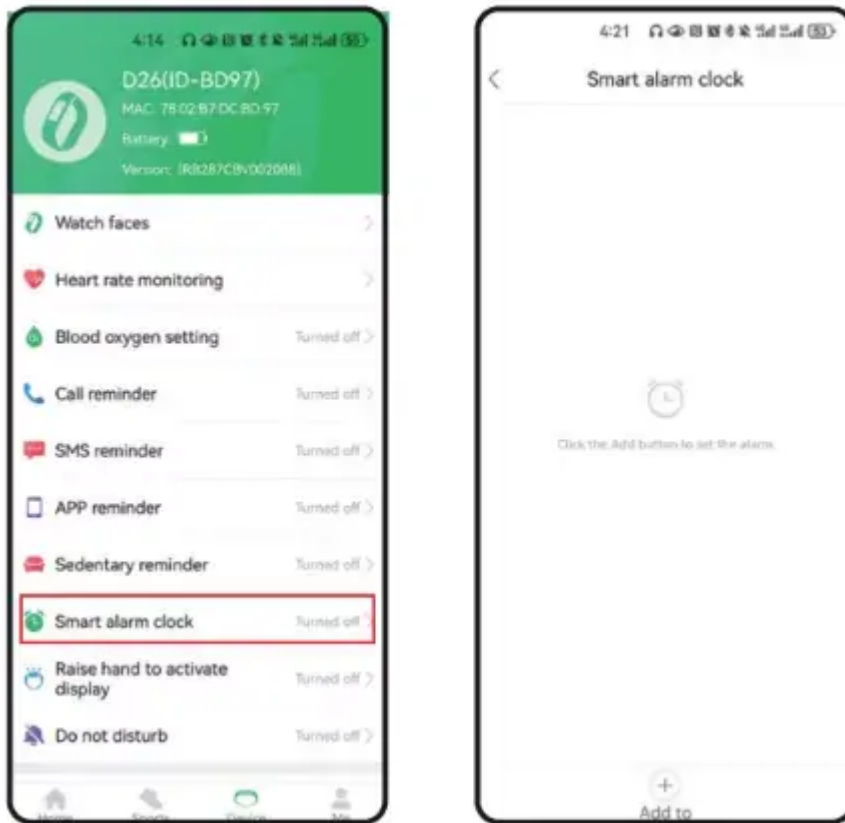 4:14
D26(ID-BD97)
MAC: 78:02:B7:DC:BD:97
Battery:
Version:
Watch faces
Heart rate monitoring
Blood oxygen setting Turned off
Call reminder Turned off
SMS reminder Turned off
APP reminder Turned off
Sedentary reminder Turned off
Smart alarm clock Turned off
Raise hand to activate
display Turned off
Do not disturb Turned off
Home Sports Device Me
4:21
Smart alarm clock
Click the Add button to set the alarm.
Add to